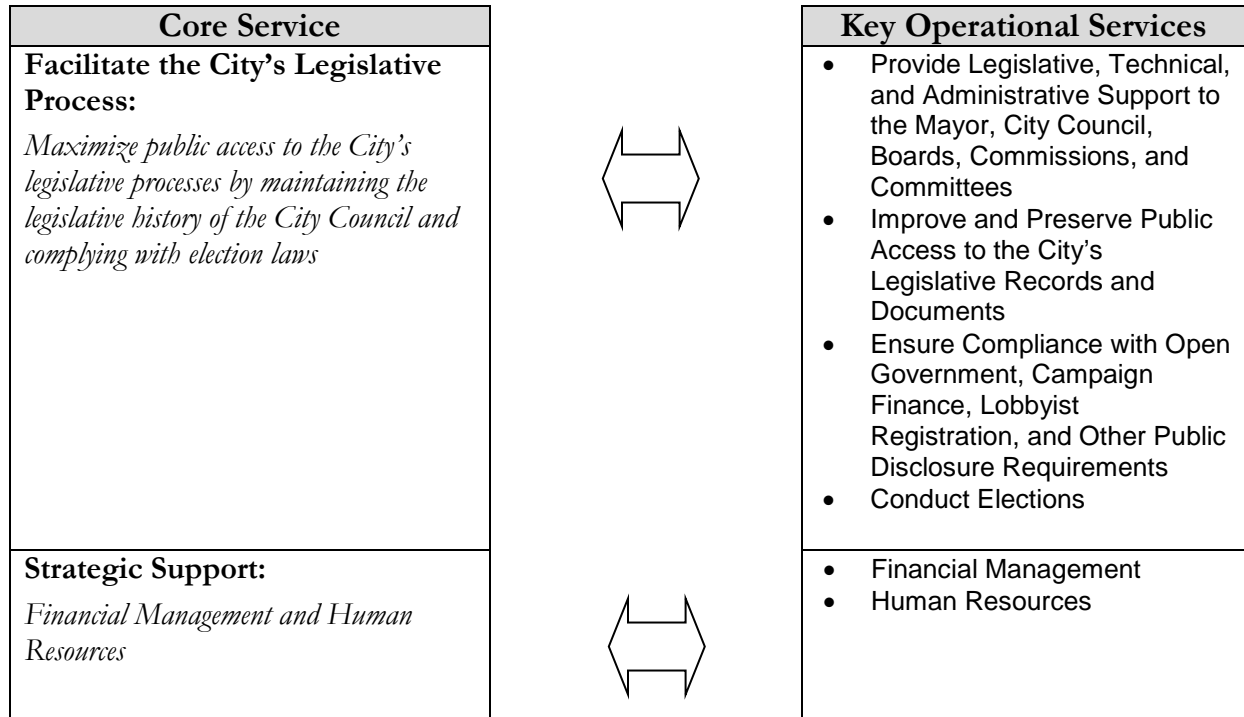 Core Service
Facilitate the City’s Legislative
Process:
Maximize public access to the City’s
legislative processes by maintaining the
legislative history of the City Council and
complying with election laws
Key Operational Services
• Provide Legislative, Technical,
and Administrative Support to
the Mayor, City Council,
Boards, Commissions, and
Committees
• Improve and Preserve Public
Access to the City’s
Legislative Records and
Documents
• Ensure Compliance with Open
Government, Campaign
Finance, Lobbyist
Registration, and Other Public
Disclosure Requirements
• Conduct Elections
Strategic Support:
Financial Management and Human
Resources
• Financial Management
• Human Resources